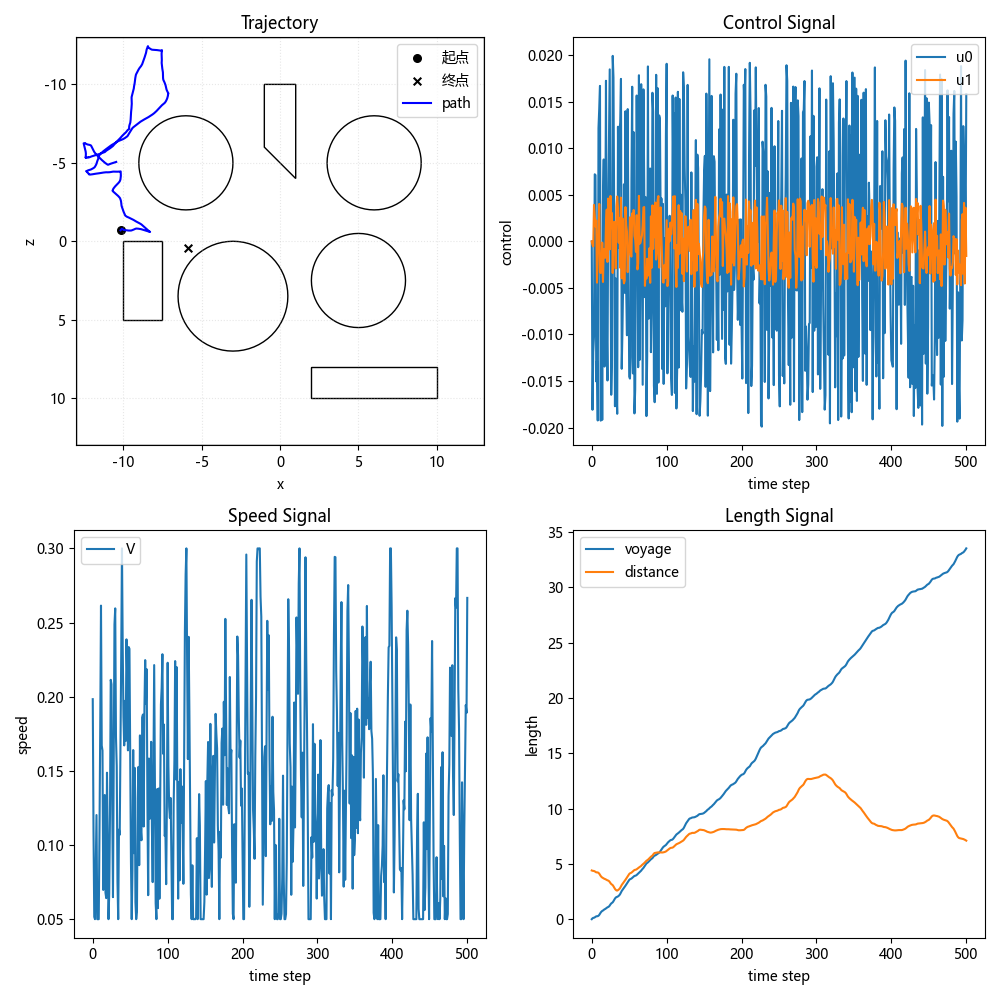 Trajectory
起点
终点
path
-10
-5
0
5
10
z
-10
-5
0
5
10
x
Control Signal
u0
u1
0.020
0.015
0.010
0.005
0.000
-0.005
-0.010
-0.015
-0.020
control
0
100
200
300
400
500
time step
Speed Signal
V
0.30
0.25
0.20
0.15
0.10
0.05
speed
0
100
200
300
400
500
time step
Length Signal
voyage
distance
35
30
25
20
15
10
5
0
length
0
100
200
300
400
500
time step